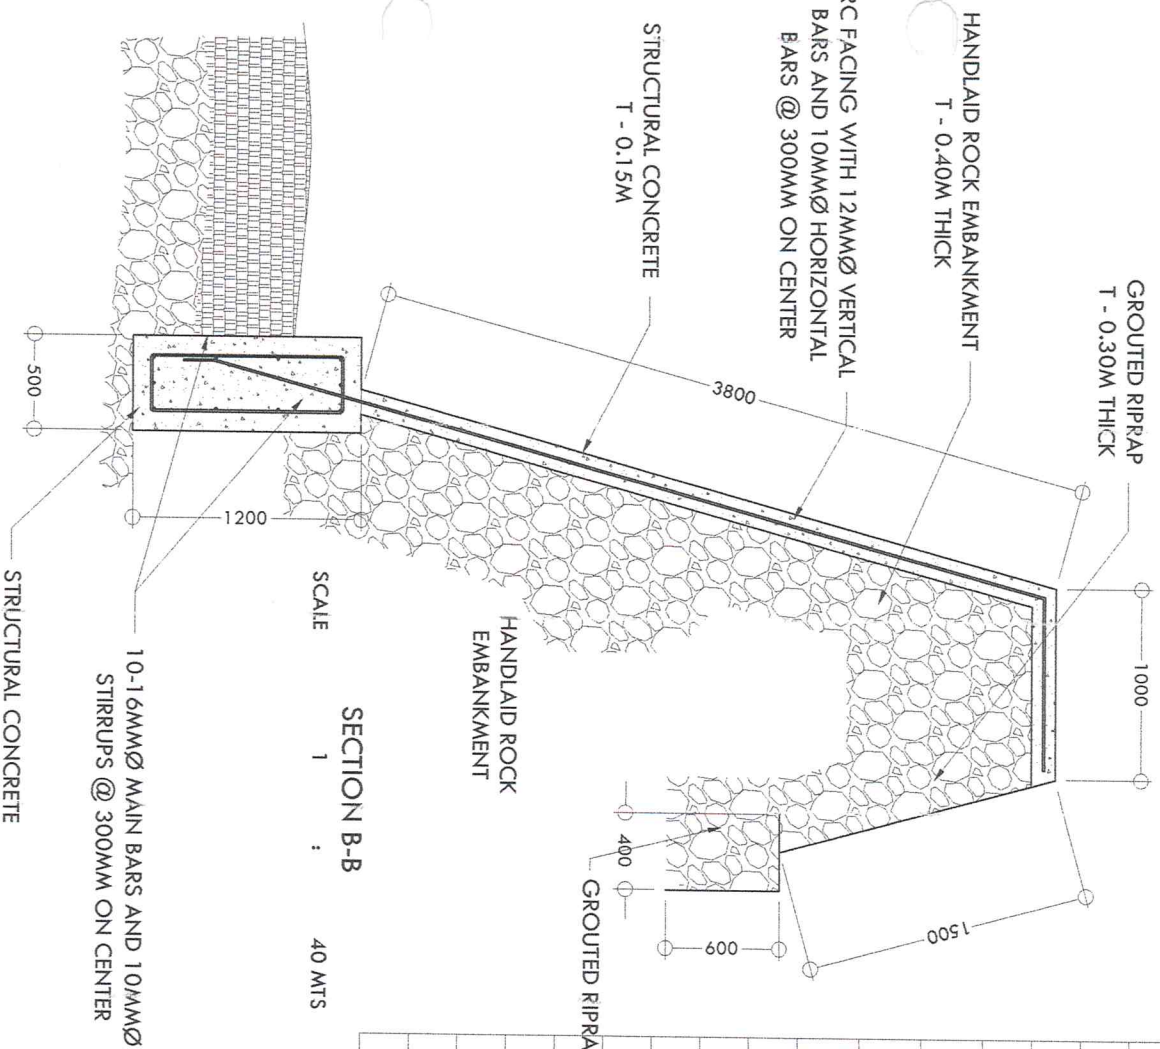 GROUTED RIPRAP
T - 0.30M THICK
HANDLAID ROCK EMBANKMENT
T - 0.40M THICK
RC FACING WITH 12MMØ VERTICAL
BARS AND 10MMØ HORIZONTAL
BARS @ 300MM ON CENTER
STRUCTURAL CONCRETE
T - 0.15M
1000
3800
1500
600
400
GROUTED RIPRA
HANDLAID ROCK
EMBANKMENT
1200
500
SECTION B-B
SCALE 1 : 40 MTS
10-16MMØ MAIN BARS AND 10MMØ
STIRRUPS @ 300MM ON CENTER
STRUCTURAL CONCRETE